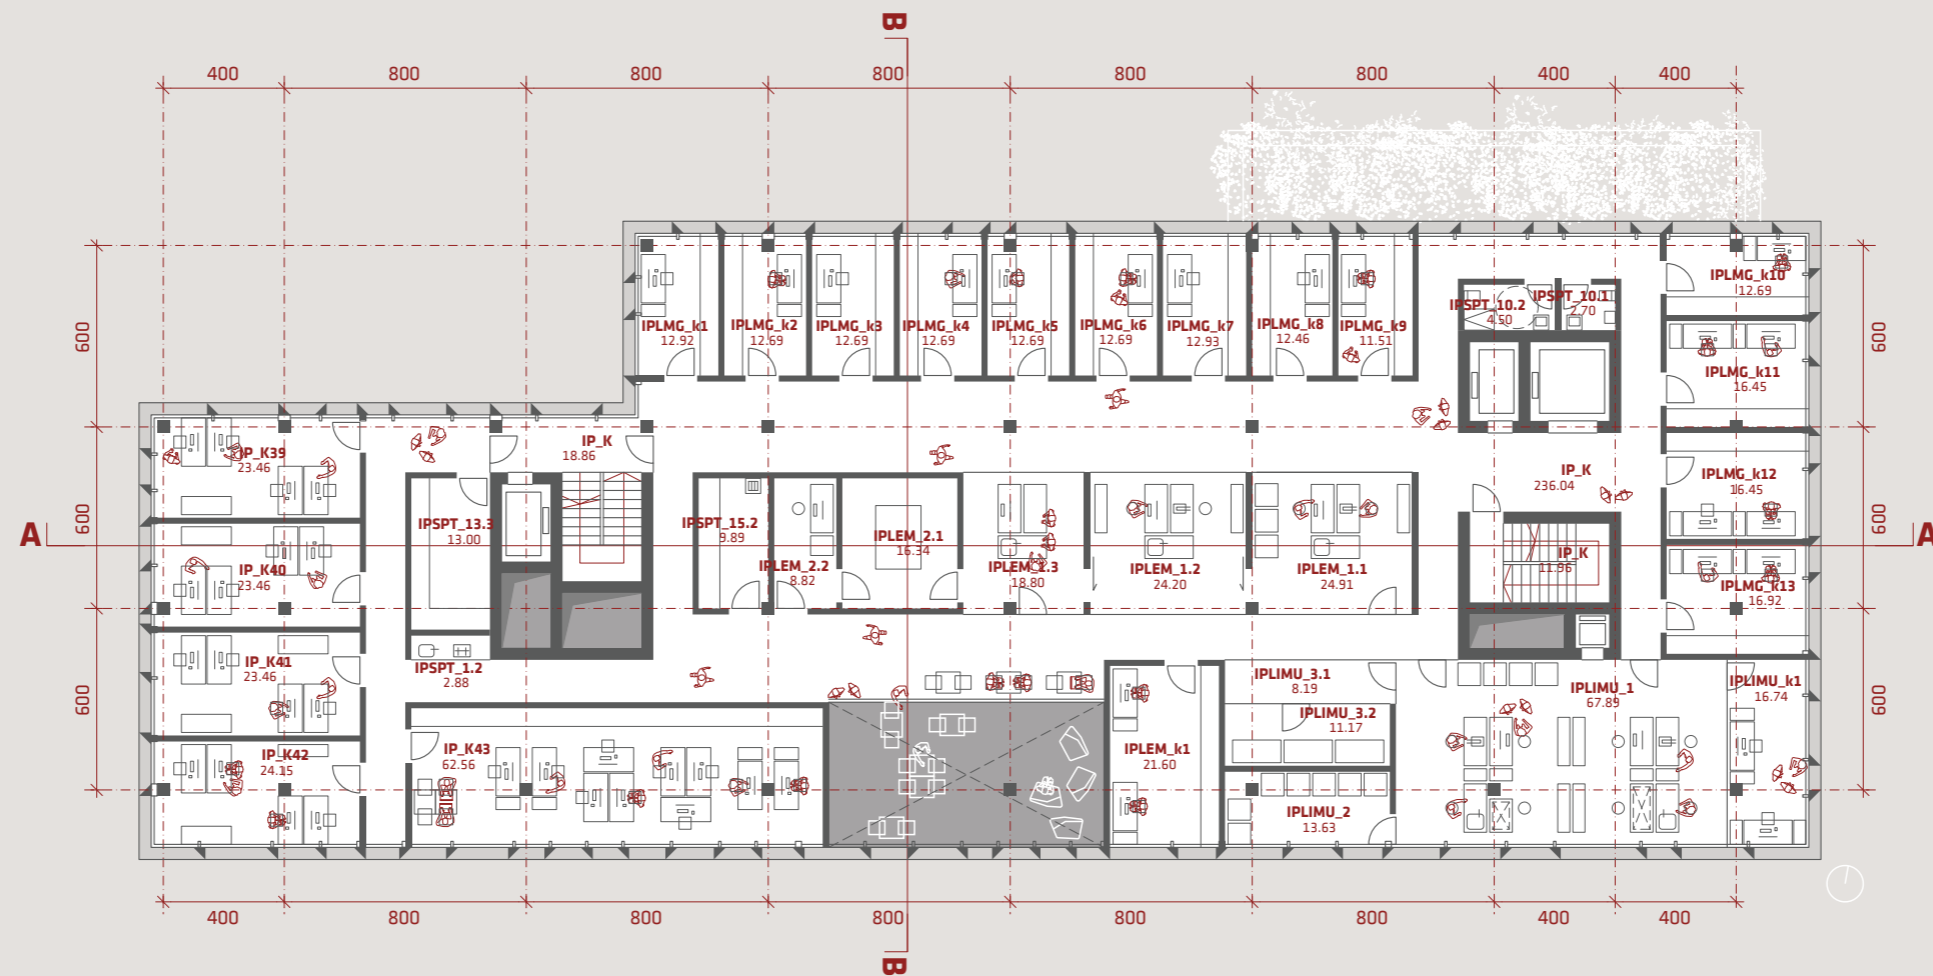 B
400 800 800 800 800 800 400 400
600
600
600
600
600
600
A
A
IPLMG_k1
12.92
IPLMG_k2
12.69
IPLMG_k3
12.69
IPLMG_k4
12.69
IPLMG_k5
12.69
IPLMG_k6
12.69
IPLMG_k7
12.93
IPLMG_k8
12.46
IPLMG_k9
11.51
IPSPT_10.2
4.50
IPSPT_10.1
2.70
IPLMG_k10
12.69
IPLMG_k11
16.45
IP_K39
23.46
IP_K
18.86
IP_K
236.04
IPLMG_k12
16.45
IPSPT_13.3
13.00
IPSPT_15.2
9.89
IPLEM_2.2
8.82
IPLEM_2.1
16.34
IPLEM_1.3
18.80
IPLEM_1.2
24.20
IPLEM_1.1
24.91
IP_K
11.96
IPLMG_k13
16.92
IP_K40
23.46
IP_K41
23.46
IPSPT_1.2
2.88
IPLIMU_3.1
8.19
IPLIMU_1
67.89
IPLIMU_k1
16.74
IPLIMU_3.2
11.17
IP_K42
24.15
IP_K43
62.56
IPLEM_k1
21.60
IPLIMU_2
13.63
400 800 800 800 800 800 400 400
B